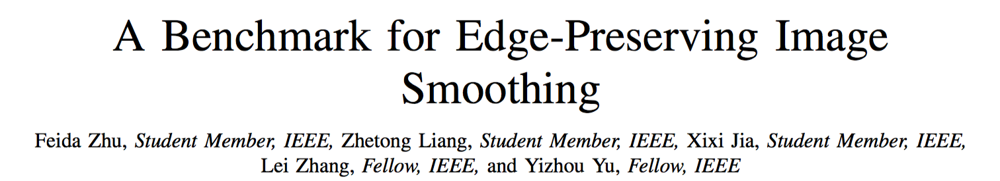 A Benchmark for Edge-Preserving Image
Smoothing
Feida Zhu, Student Member, IEEE, Zhetong Liang, Student Member, IEEE, Xixi Jia, Student Member, IEEE,
Lei Zhang, Fellow, IEEE, and Yizhou Yu, Fellow, IEEE